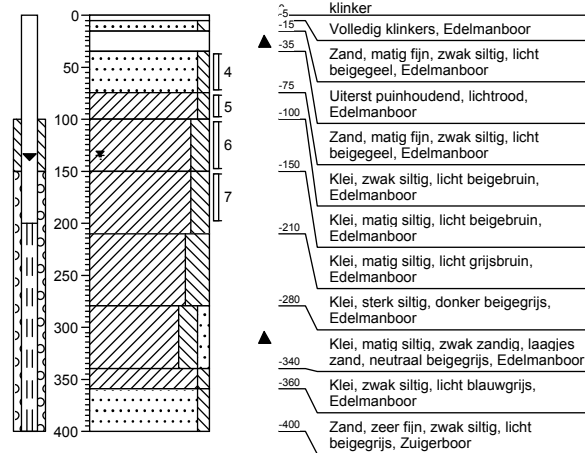 klinker
0
-5
Volledig klinkers, Edelmanboor
-15
Zand, matig fijn, zwak siltig, licht
beigegeel, Edelmanboor
-35
Uiterst puinhoudend, lichtrood,
Edelmanboor
-75
Zand, matig fijn, zwak siltig, licht
beigegeel, Edelmanboor
-100
Klei, zwak siltig, licht beigebruin,
Edelmanboor
-150
Klei, matig siltig, licht beigebruin,
Edelmanboor
-210
Klei, matig siltig, licht grijsbruin,
Edelmanboor
-280
Klei, sterk siltig, donker beigegrijs,
Edelmanboor
Klei, matig siltig, zwak zandig, laagjes
zand, neutraal beigegrijs, Edelmanboor
-340
-360
Klei, zwak siltig, licht blauwgrijs,
Edelmanboor
-400
Zand, zeer fijn, zwak siltig, licht
beigegrijs, Zuigerboor
50
100
150
200
250
300
350
400
4
5
6
7